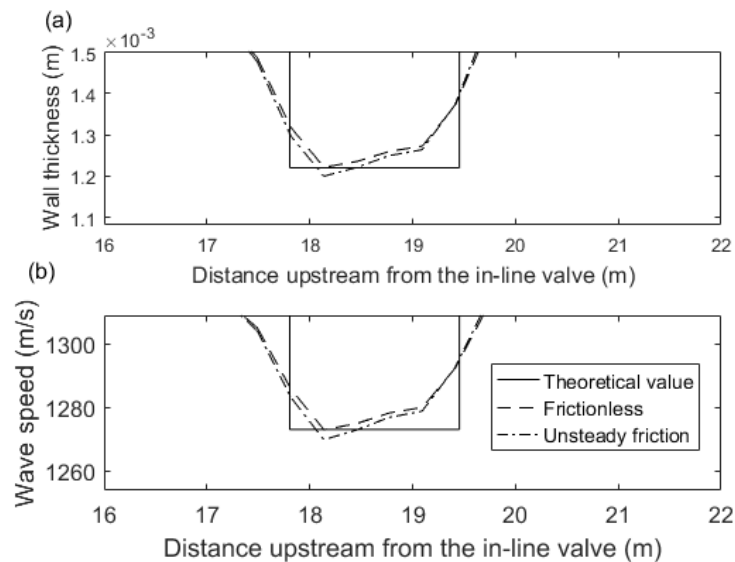 (a)
×10⁻³
Wall thickness (m)
1.5
1.4
1.3
1.2
1.1
16 17 18 19 20 21 22
Distance upstream from the in-line valve (m)
(b)
Wave speed (m/s)
1300
1280
1260
Theoretical value
Frictionless
Unsteady friction
16 17 18 19 20 21 22
Distance upstream from the in-line valve (m)